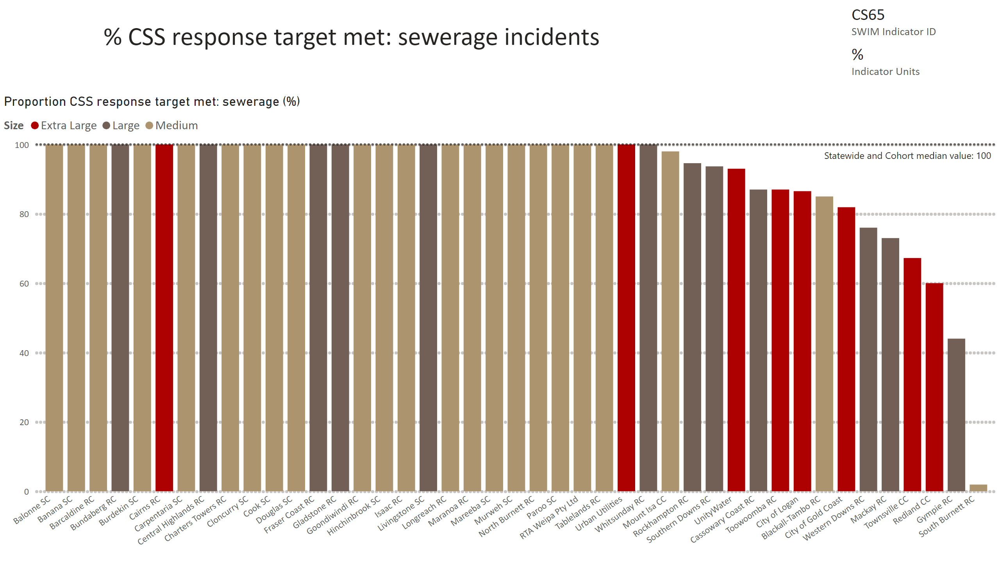 CS65
SWIM Indicator ID
% CSS response target met: sewerage incidents
%
Indicator Units
Proportion CSS response target met: sewerage (%)
Size Extra Large Large Medium
100
Statewide and Cohort median value: 100
80
60
40
20
0
Balonne SC
Banana SC
Barcaldine RC
Bundaberg RC
Burdekin SC
Cairns RC
Carpentaria SC
Central Highlands RC
Charters Towers RC
Cloncurry SC
Cook SC
Douglas SC
Fraser Coast RC
Gladstone RC
Goondiwindi RC
Hinchinbrook SC
Isaac RC
Livingstone SC
Longreach RC
Maranoa RC
Mareeba SC
Murweh SC
North Burnett RC
Paroo SC
RTA Weipa Pty Ltd
Tablelands RC
Urban Utilities
Whitsunday RC
Mount Isa CC
Rockhampton RC
Southern Downs RC
UnityWater
Cassowary Coast RC
Toowoomba RC
City of Logan
Blackall-Tambo RC
City of Gold Coast
Western Downs RC
Mackay RC
Townsville CC
Redland CC
Gympie RC
South Burnett RC